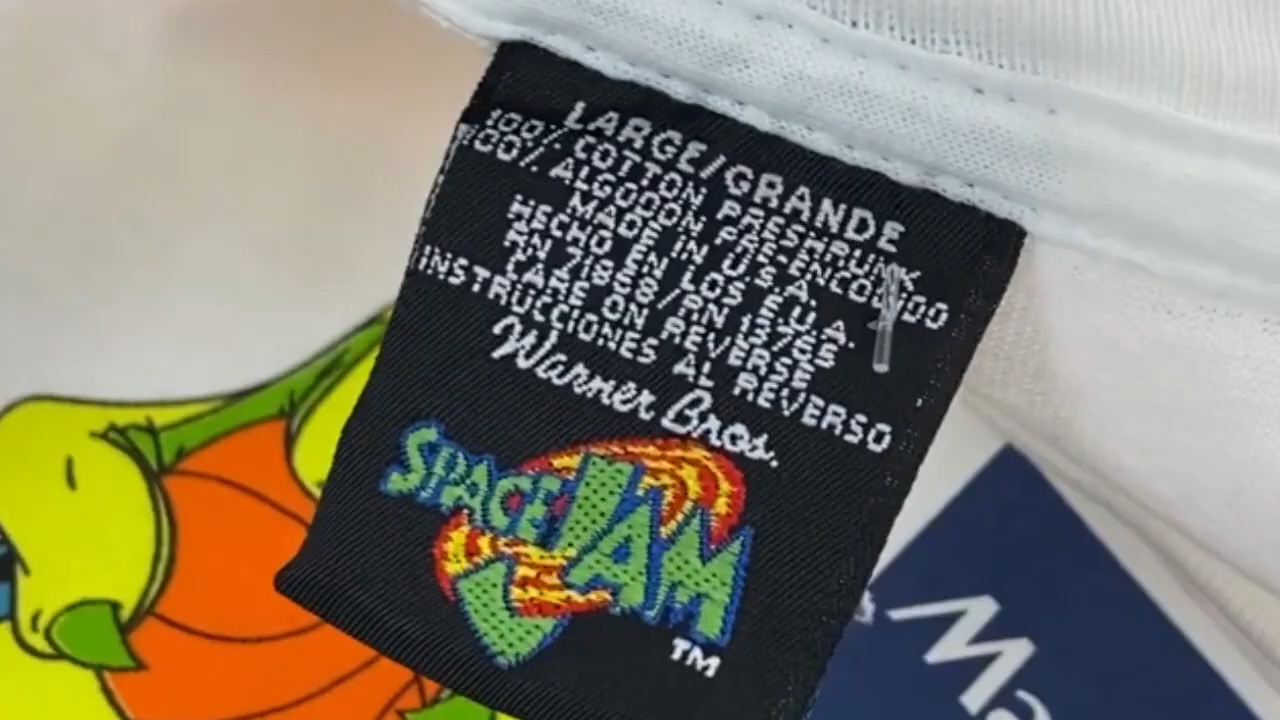 LARGE/GRANDE
100% COTTON PRESHRUNK
100% ALGODON PRE-ENCOGIDO
MADE IN U.S.A.
HECHO EN LOS E.U.A.
RN 71868/RN 13765
CARE ON REVERSE
INSTRUCCIONES AL REVERSO
Warner Bros.
SPACE JAM
TM